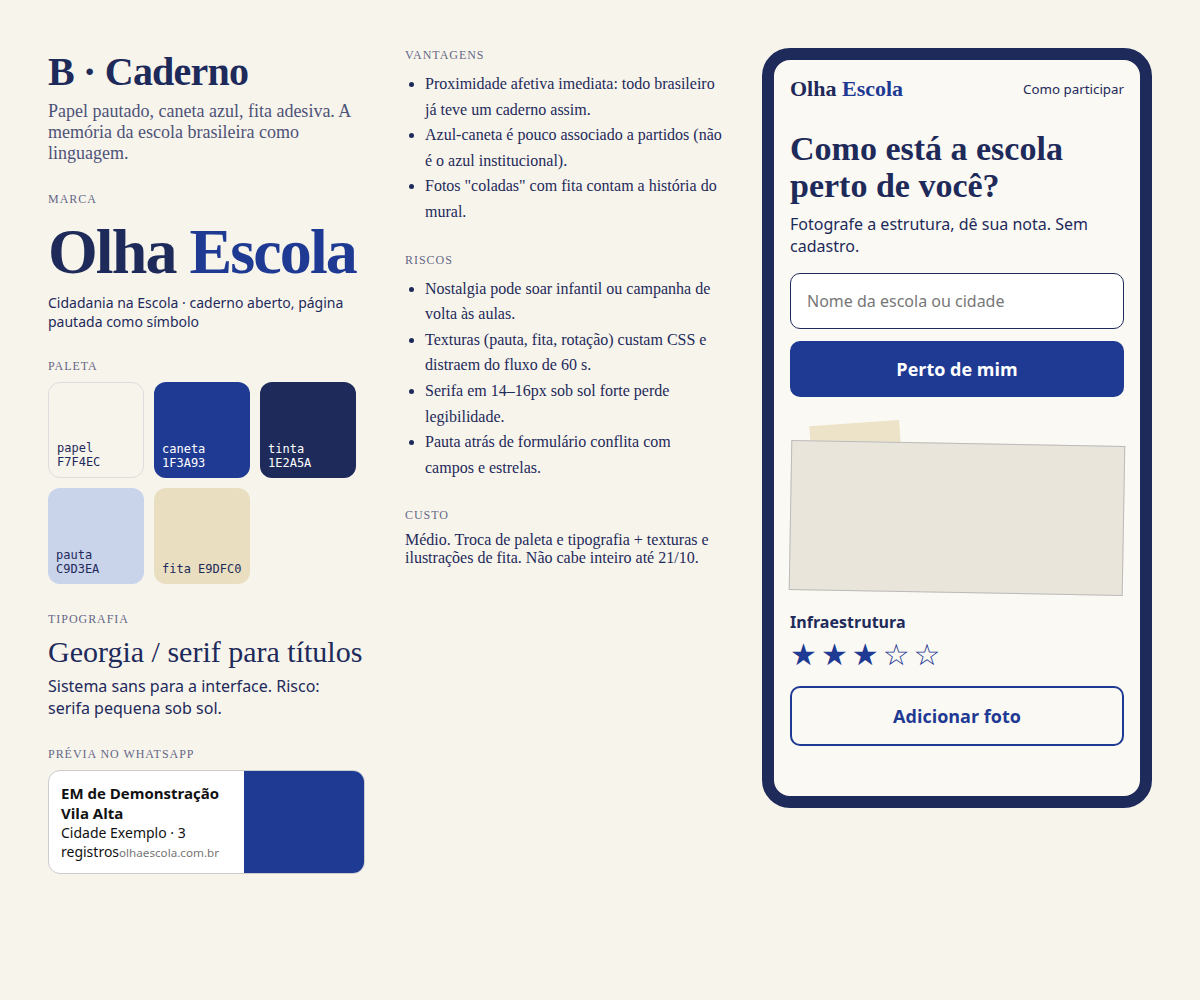 B · Caderno
Papel pautado, caneta azul, fita adesiva. A
memória da escola brasileira como
linguagem.
MARCA
Olha Escola
Cidadania na Escola · caderno aberto, página
pautada como símbolo
PALETA
papel
F7F4EC
caneta
1F3A93
tinta
1E2A5A
pauta
C9D3EA
fita E9DFC0
TIPOGRAFIA
Georgia / serif para títulos
Sistema sans para a interface. Risco:
serifa pequena sob sol.
PRÉVIA NO WHATSAPP
EM de Demonstração
Vila Alta
Cidade Exemplo · 3
registrosolhaescola.com.br
VANTAGENS
• Proximidade afetiva imediata: todo brasileiro
já teve um caderno assim.
• Azul-caneta é pouco associado a partidos (não
é o azul institucional).
• Fotos "coladas" com fita contam a história do
mural.
RISCOS
• Nostalgia pode soar infantil ou campanha de
volta às aulas.
• Texturas (pauta, fita, rotação) custam CSS e
distraem do fluxo de 60 s.
• Serifa em 14–16px sob sol forte perde
legibilidade.
• Pauta atrás de formulário conflita com
campos e estrelas.
CUSTO
Médio. Troca de paleta e tipografia + texturas e
ilustrações de fita. Não cabe inteiro até 21/10.
Olha Escola
Como participar
Como está a escola
perto de você?
Fotografe a estrutura, dê sua nota. Sem
cadastro.
Nome da escola ou cidade
Perto de mim
Infraestrutura
★★★☆☆
Adicionar foto